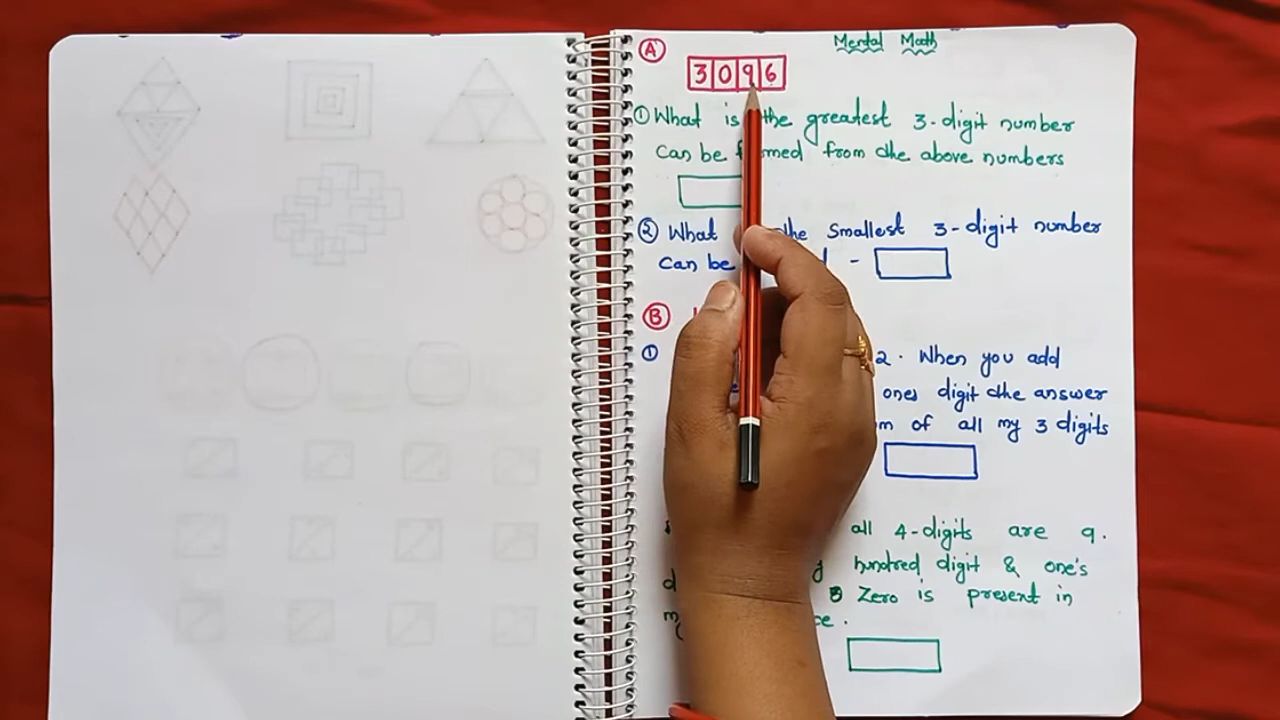 Mental Math
A
3 0 9 6
1 What is the greatest 3-digit number
Can be formed from the above numbers
2 What the smallest 3-digit number
Can be -
B
1 2. When you add
ones digit the answer
of all my 3 digits
all 4-digits are 9.
hundred digit & one's
Zero is present in